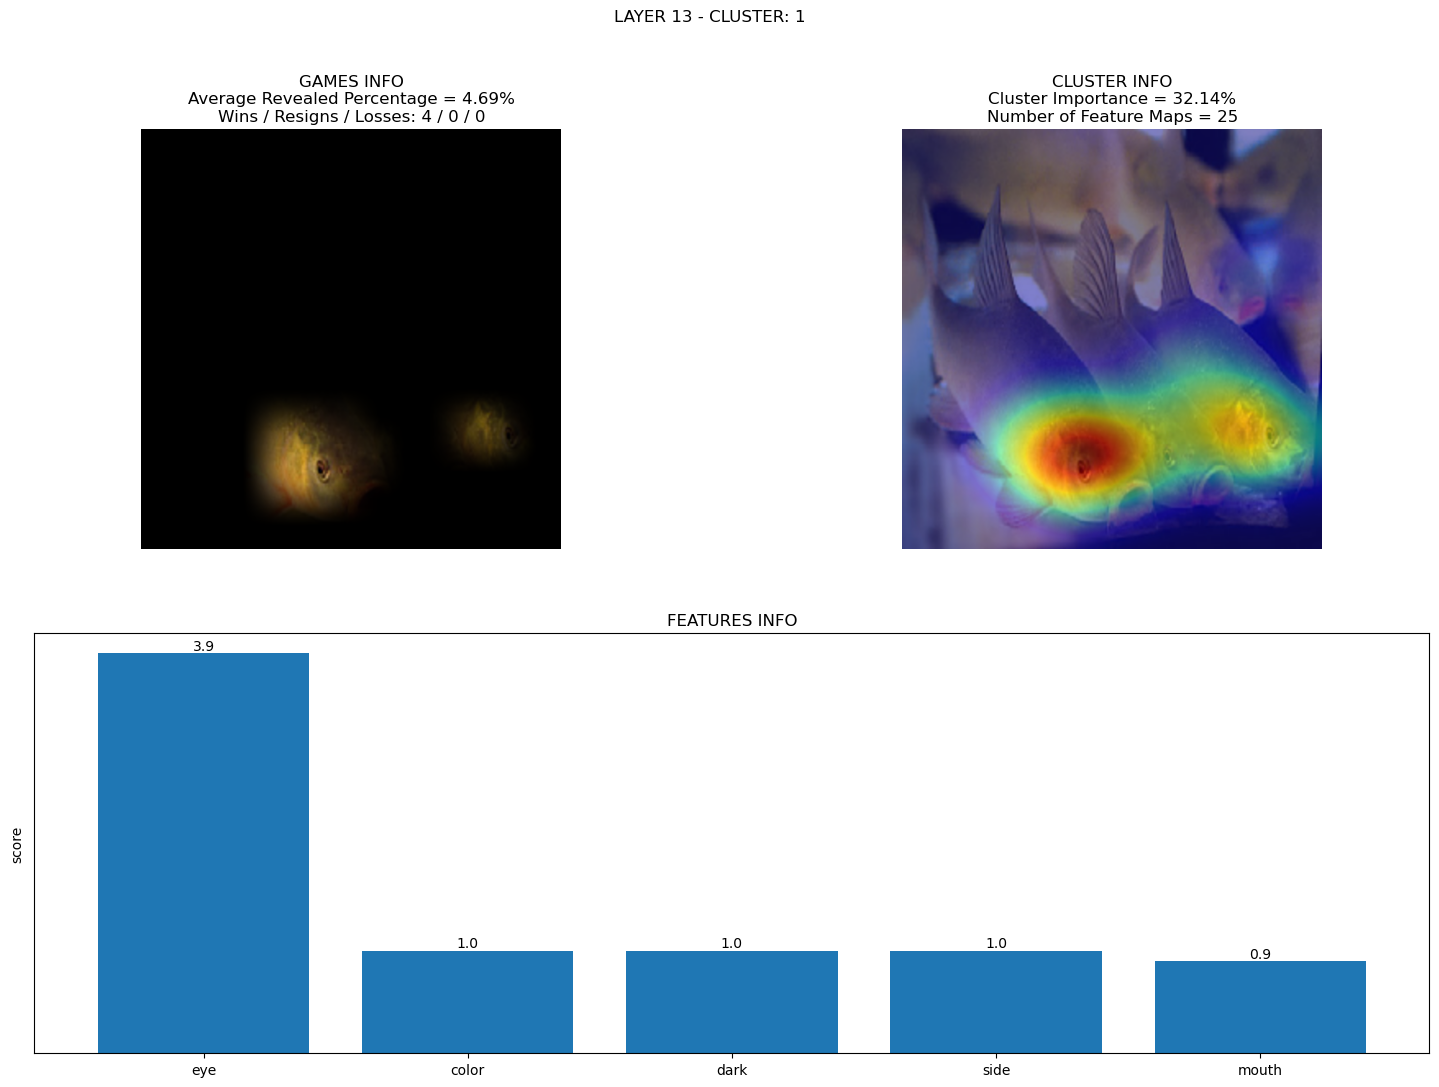 LAYER 13 - CLUSTER: 1
GAMES INFO
Average Revealed Percentage = 4.69%
Wins / Resigns / Losses: 4 / 0 / 0
CLUSTER INFO
Cluster Importance = 32.14%
Number of Feature Maps = 25
FEATURES INFO
score
3.9
1.0
1.0
1.0
0.9
eye
color
dark
side
mouth